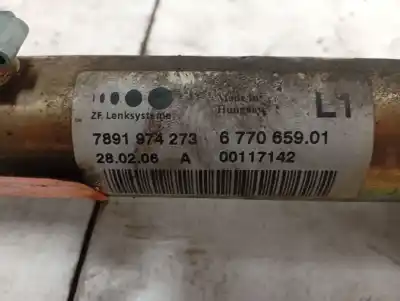 ZF Lenksysteme
Made in
Hungary
L1
7891 974 273 6 770 659.01
28.02.06 A 00117142